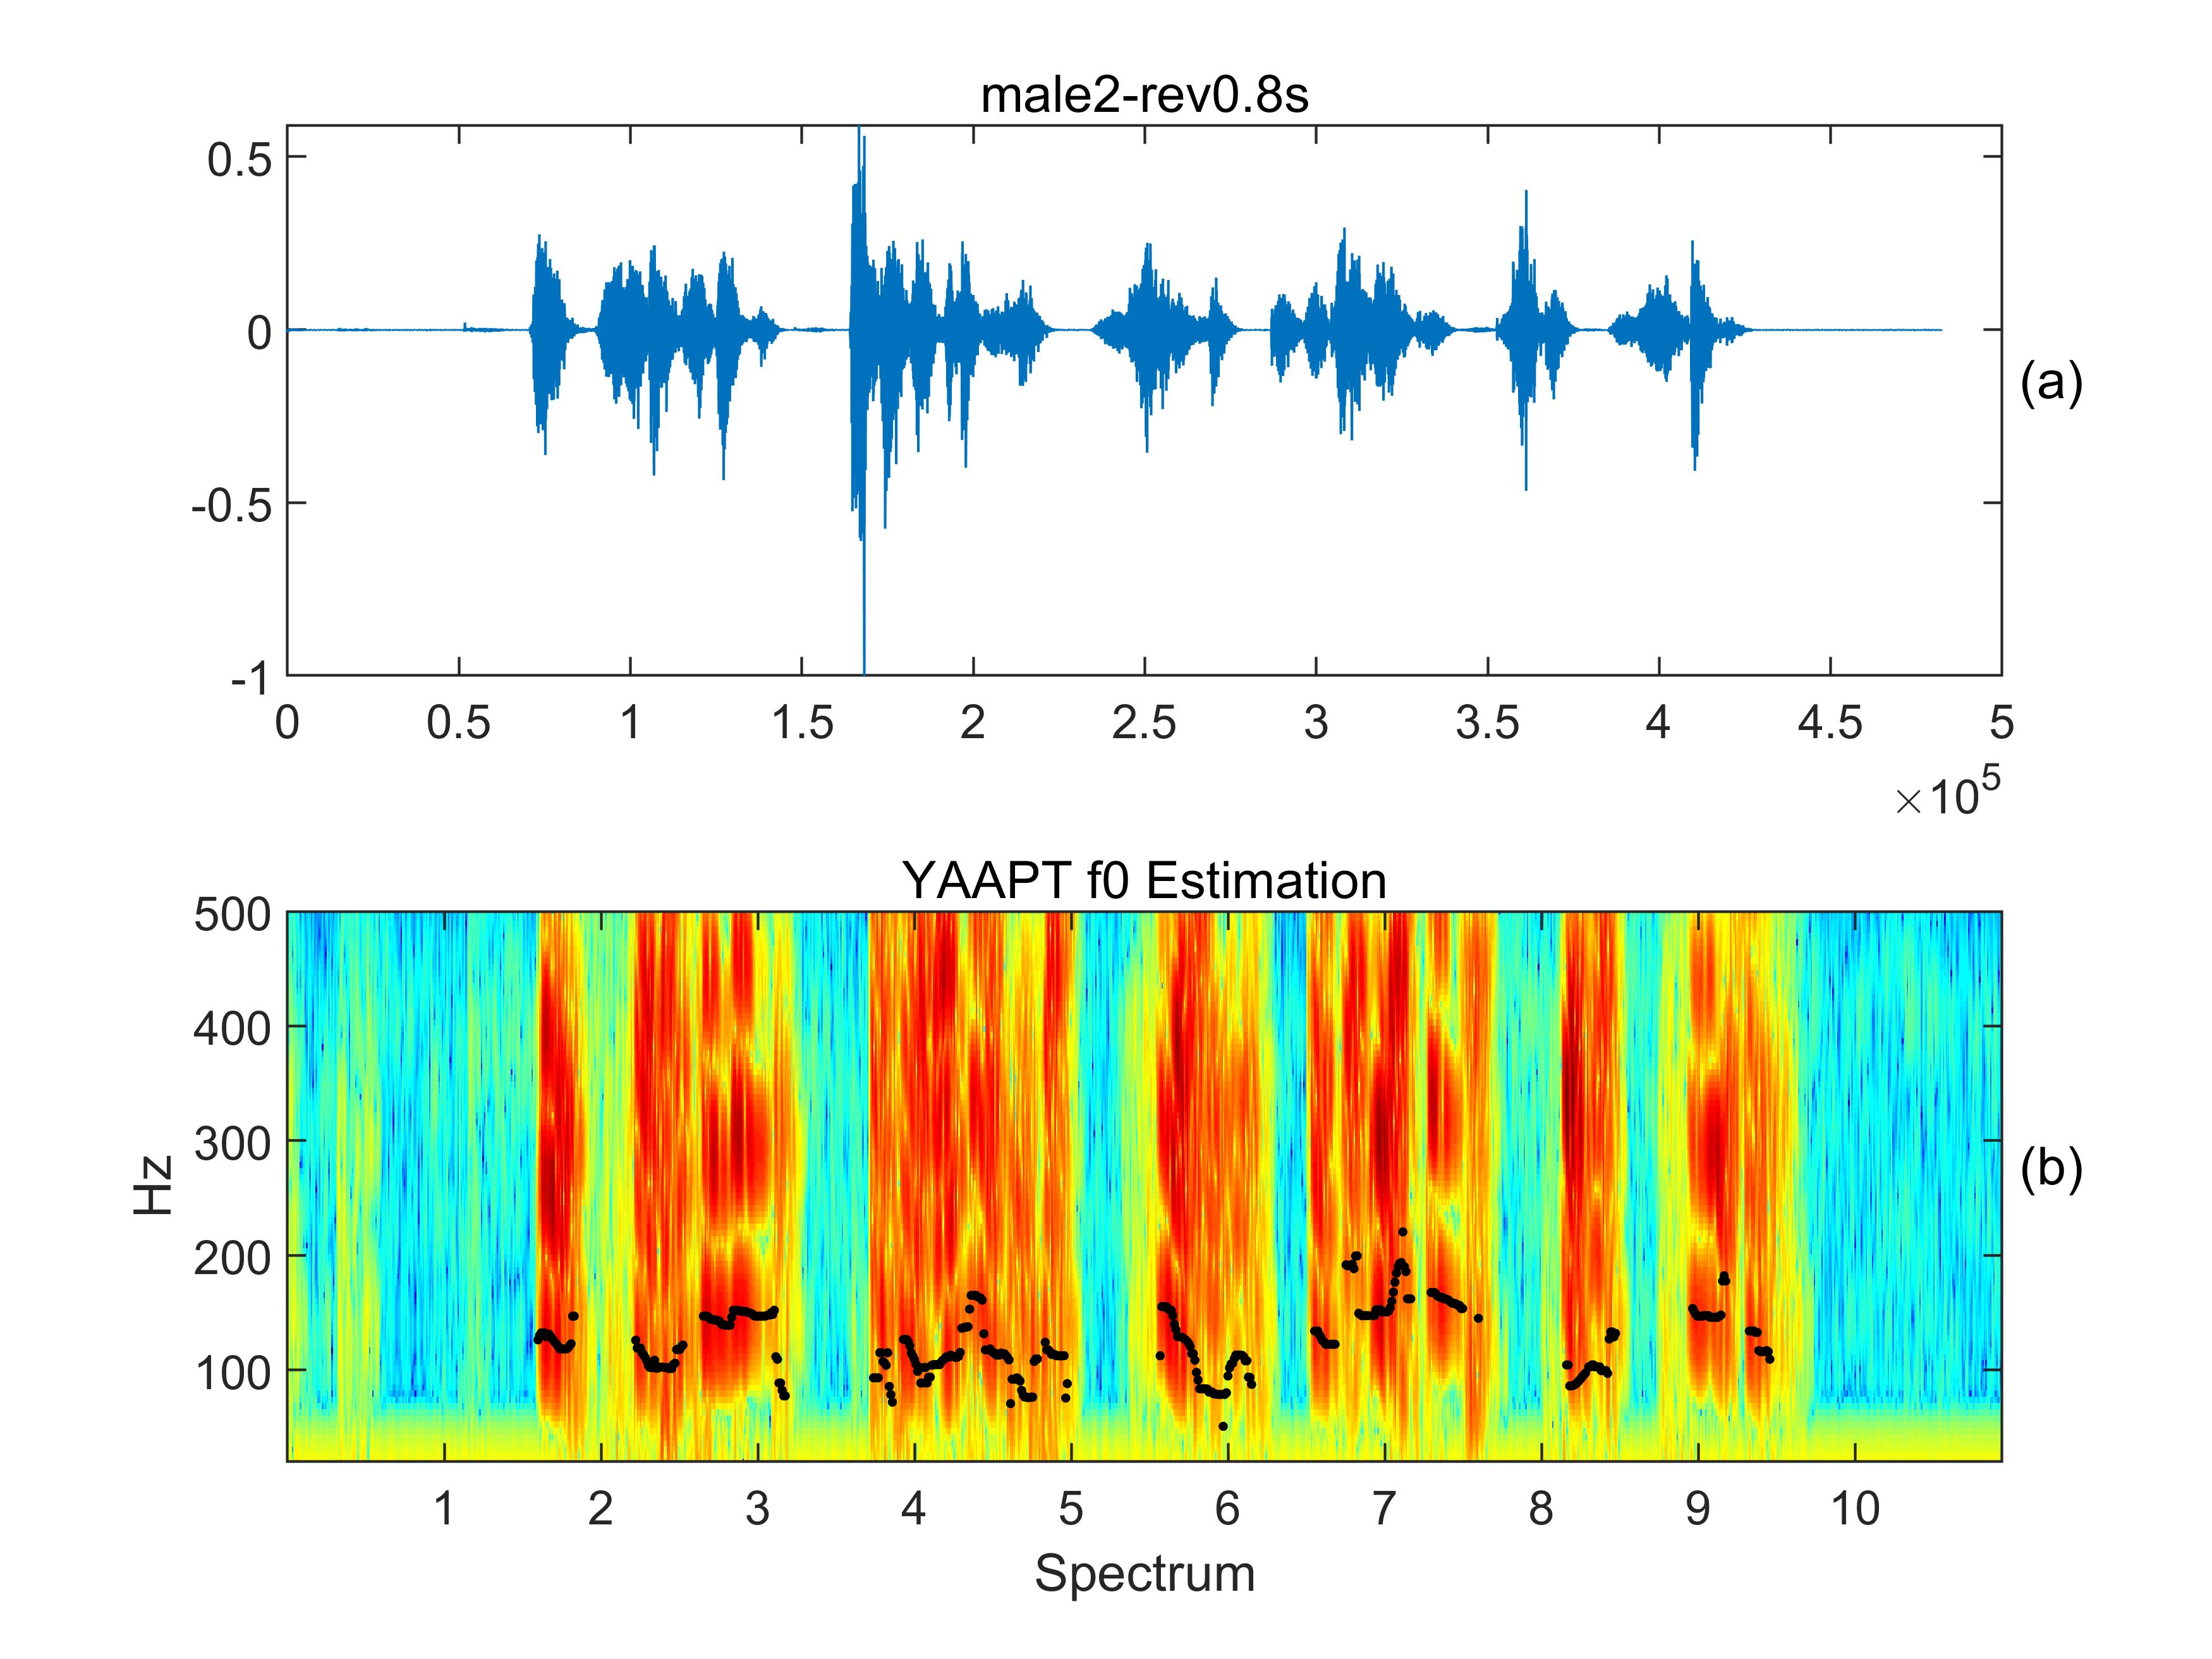 male2-rev0.8s
0.5
0
-0.5
-1
(a)
0 0.5 1 1.5 2 2.5 3 3.5 4 4.5 5
×10^5
YAAPT f0 Estimation
500
400
300
200
100
Hz
(b)
1 2 3 4 5 6 7 8 9 10
Spectrum